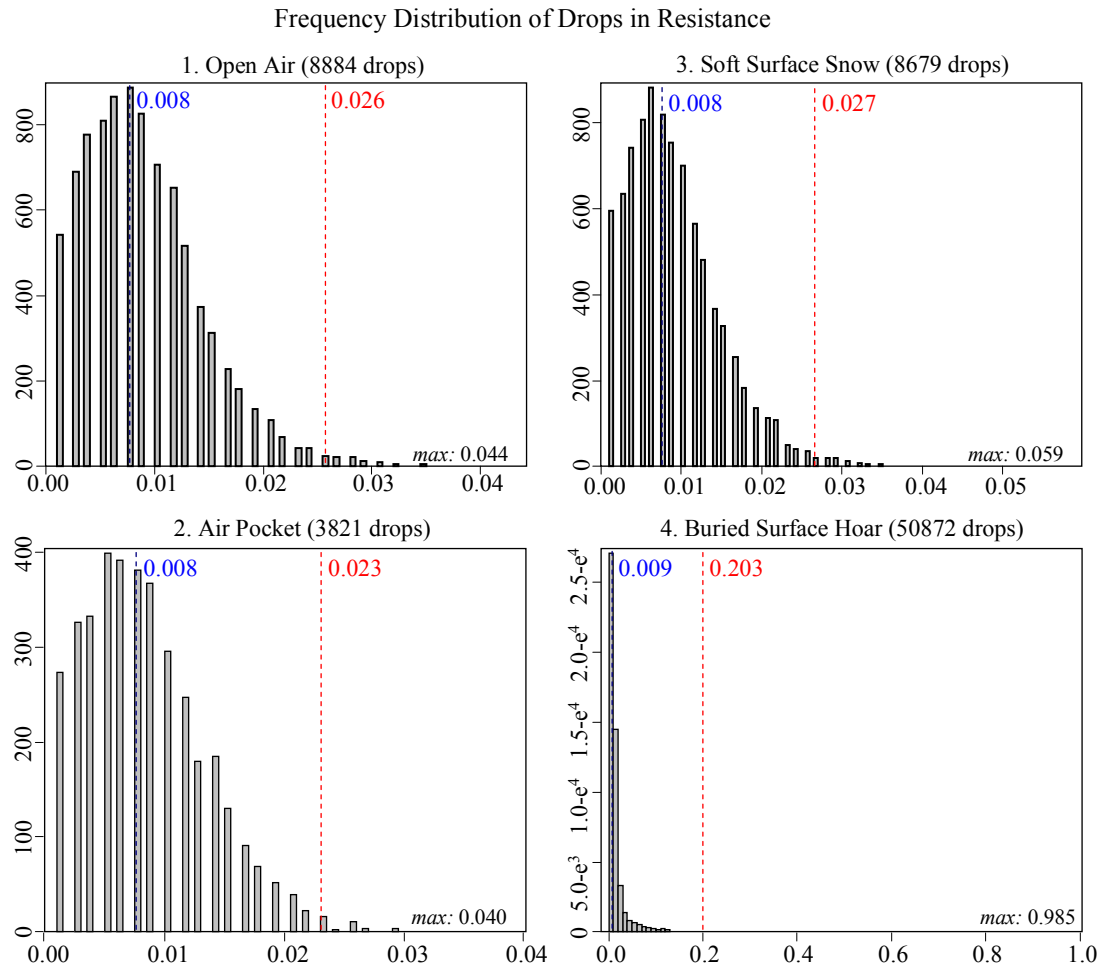 Frequency Distribution of Drops in Resistance
1. Open Air (8884 drops)
0.008
0.026
800
600
400
200
0
max: 0.044
0.00 0.01 0.02 0.03 0.04
3. Soft Surface Snow (8679 drops)
0.008
0.027
800
600
400
200
0
max: 0.059
0.00 0.01 0.02 0.03 0.04 0.05
2. Air Pocket (3821 drops)
0.008
0.023
400
300
200
100
0
max: 0.040
0.00 0.01 0.02 0.03 0.04
4. Buried Surface Hoar (50872 drops)
0.009
0.203
2.5-e⁴
2.0-e⁴
1.5-e⁴
1.0-e⁴
5.0-e³
0
max: 0.985
0.0 0.2 0.4 0.6 0.8 1.0